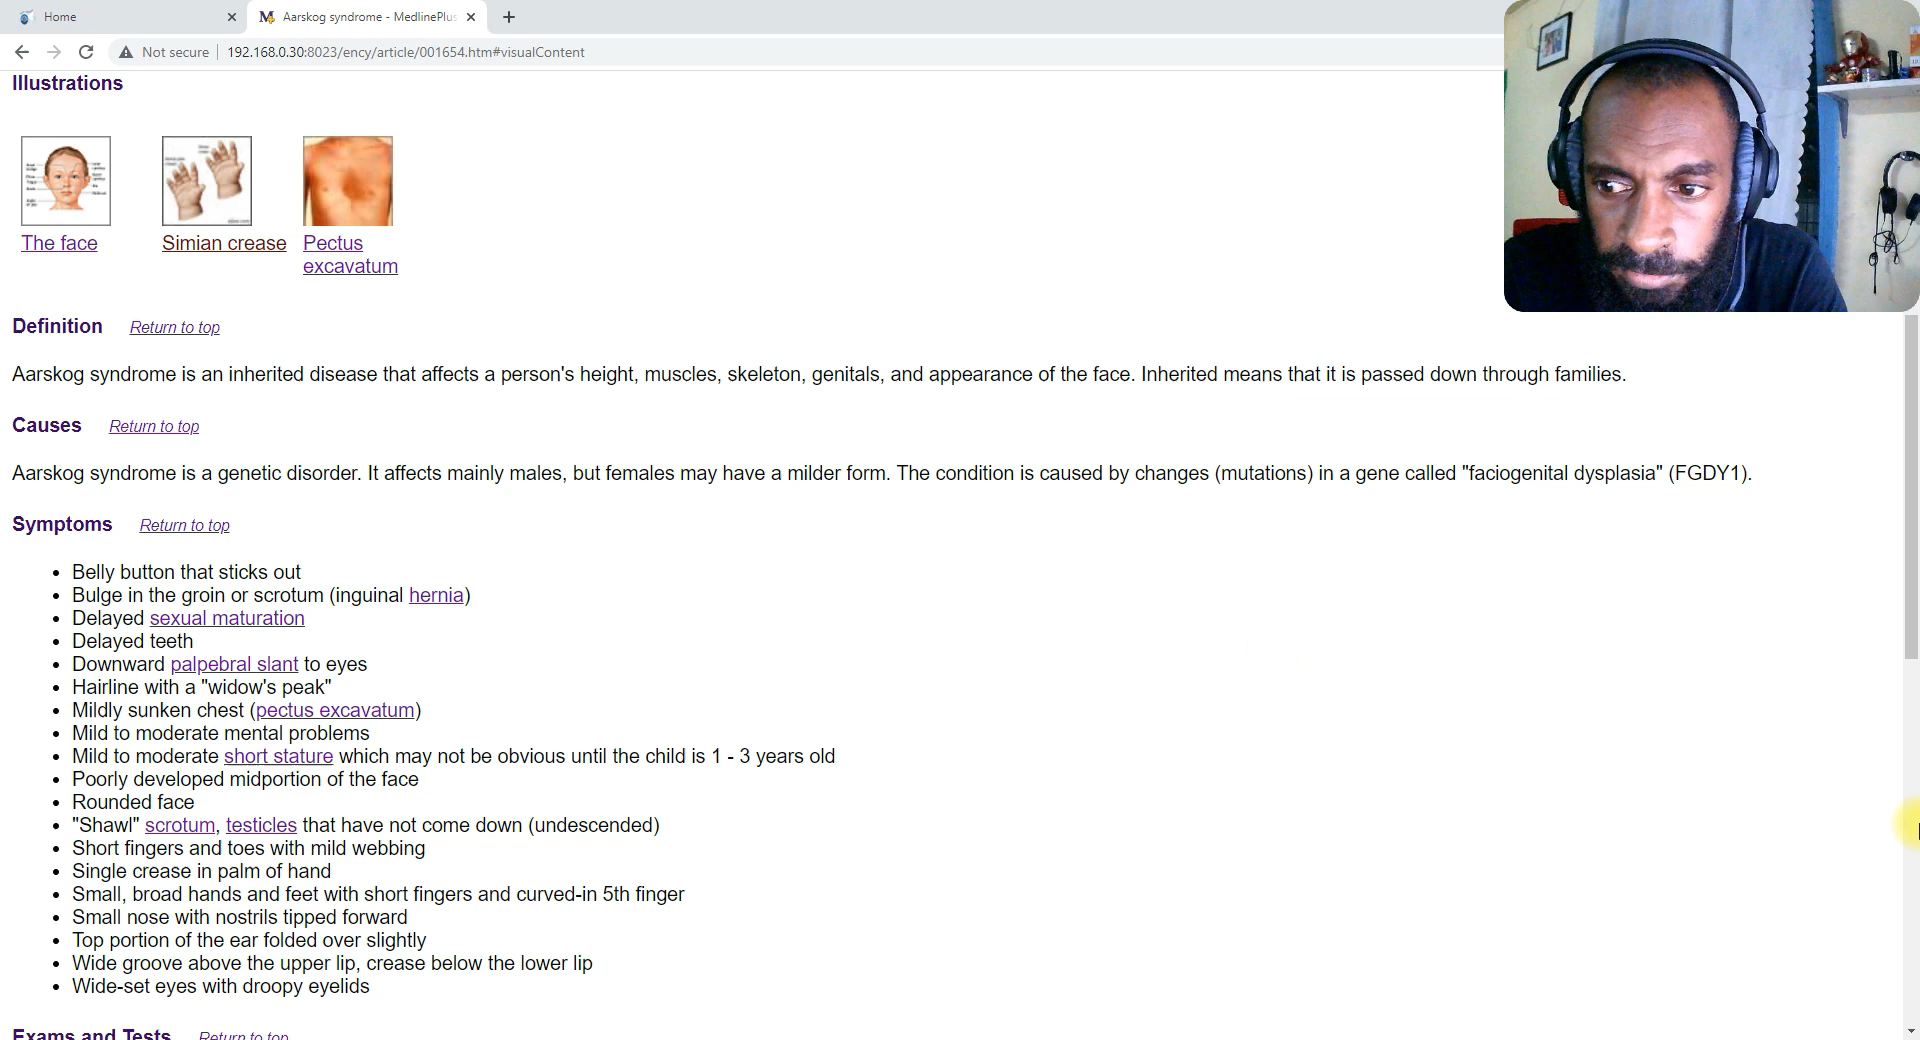 Home
Aarskog syndrome - MedlinePlus
Not secure
192.168.0.30:8023/ency/article/001654.htm#visualContent
Illustrations
The face
Simian crease
Pectus
excavatum
Definition Return to top
Aarskog syndrome is an inherited disease that affects a person's height, muscles, skeleton, genitals, and appearance of the face. Inherited means that it is passed down through families.
Causes Return to top
Aarskog syndrome is a genetic disorder. It affects mainly males, but females may have a milder form. The condition is caused by changes (mutations) in a gene called "faciogenital dysplasia" (FGDY1).
Symptoms Return to top
• Belly button that sticks out
• Bulge in the groin or scrotum (inguinal hernia)
• Delayed sexual maturation
• Delayed teeth
• Downward palpebral slant to eyes
• Hairline with a "widow's peak"
• Mildly sunken chest (pectus excavatum)
• Mild to moderate mental problems
• Mild to moderate short stature which may not be obvious until the child is 1 - 3 years old
• Poorly developed midportion of the face
• Rounded face
• "Shawl" scrotum, testicles that have not come down (undescended)
• Short fingers and toes with mild webbing
• Single crease in palm of hand
• Small, broad hands and feet with short fingers and curved-in 5th finger
• Small nose with nostrils tipped forward
• Top portion of the ear folded over slightly
• Wide groove above the upper lip, crease below the lower lip
• Wide-set eyes with droopy eyelids
Exams and Tests Return to top